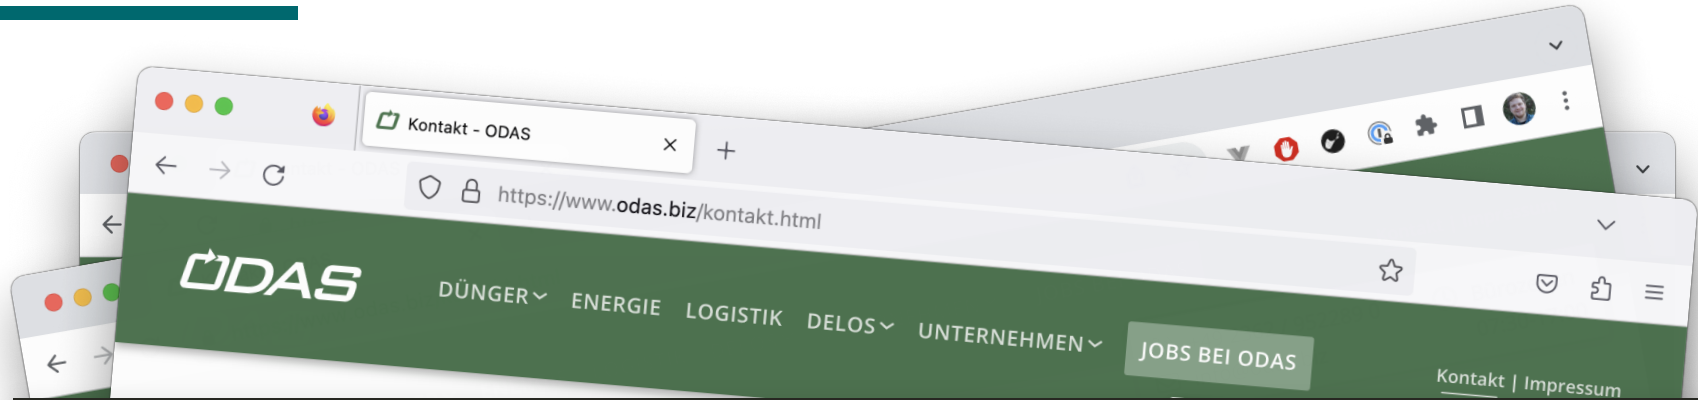 Kontakt - ODAS
https://www.odas.biz/kontakt.html
ODAS
DÜNGER ENERGIE LOGISTIK DELOS UNTERNEHMEN JOBS BEI ODAS
Kontakt | Impressum